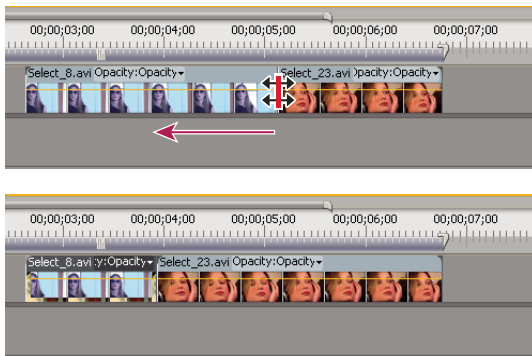 00;00;03;00 00;00;04;00 00;00;05;00 00;00;06;00 00;00;07;00
Select_8.avi Opacity:Opacity Select_23.avi )pacity:Opacity
00;00;03;00 00;00;04;00 00;00;05;00 00;00;06;00 00;00;07;00
Select_8.avi y:Opacity Select_23.avi Opacity:Opacity